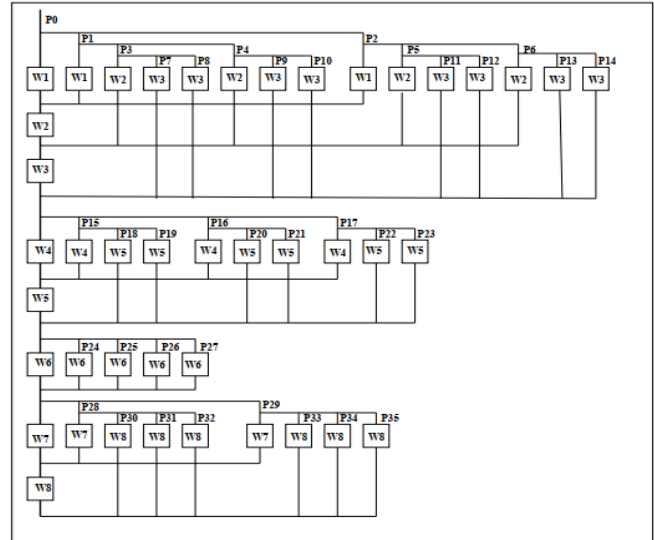 P0
P1 P2
P3 P4 P5 P6
P7 P8 P9 P10 P11 P12 P13 P14
W1 W1 W2 W3 W3 W2 W3 W3 W1 W2 W3 W3 W2 W3 W3
W2
W3
P15 P16 P17
P18 P19 P20 P21 P22 P23
W4 W4 W5 W5 W4 W5 W5 W4 W5 W5
W5
P24 P25 P26 P27
W6 W6 W6 W6 W6
P28 P29
P30 P31 P32 P33 P34 P35
W7 W7 W8 W8 W8 W7 W8 W8 W8
W8